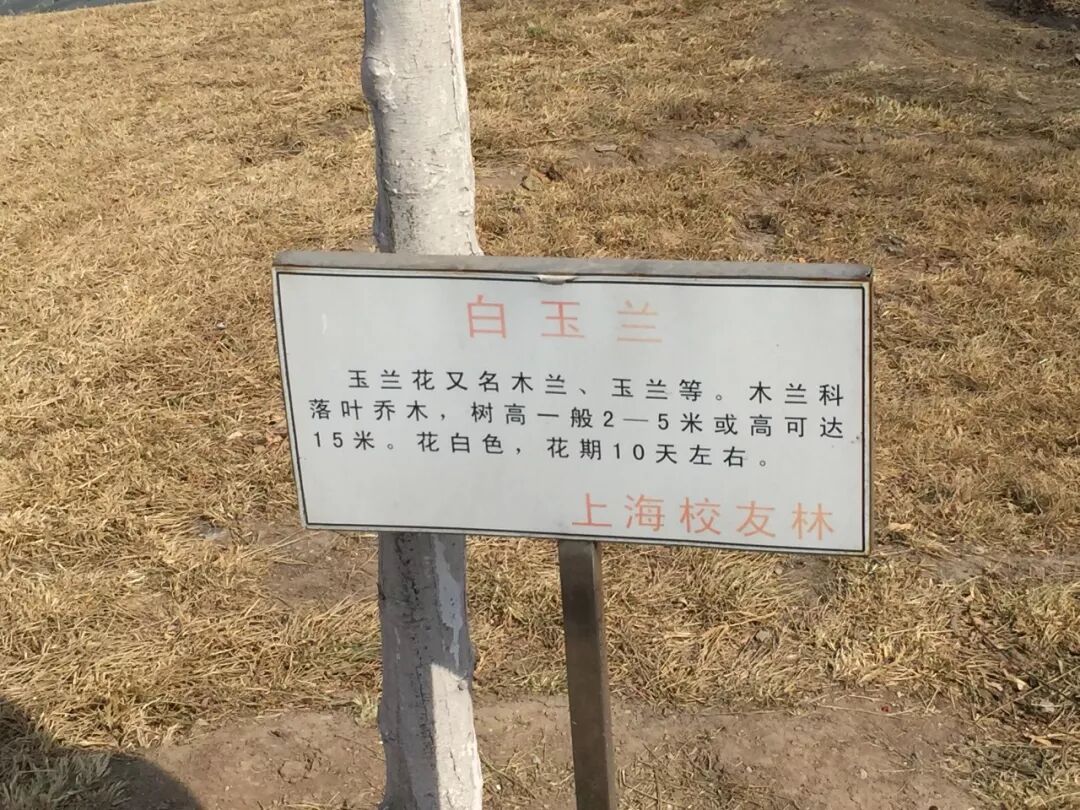 白玉兰
玉兰花又名木兰、玉兰等。木兰科
落叶乔木，树高一般2—5米或高可达
15米。花白色，花期10天左右。
上海校友林